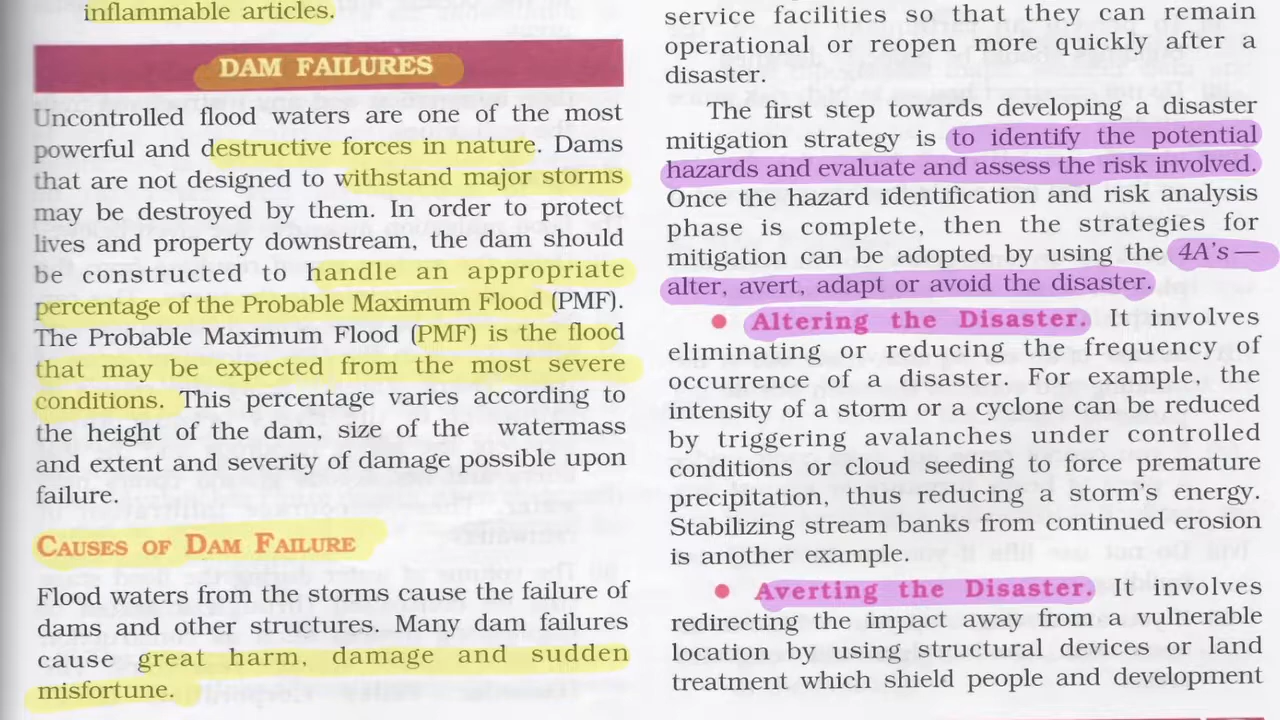 inflammable articles.
DAM FAILURES
Uncontrolled flood waters are one of the most
powerful and destructive forces in nature. Dams
that are not designed to withstand major storms
may be destroyed by them. In order to protect
lives and property downstream, the dam should
be constructed to handle an appropriate
percentage of the Probable Maximum Flood (PMF).
The Probable Maximum Flood (PMF) is the flood
that may be expected from the most severe
conditions. This percentage varies according to
the height of the dam, size of the watermass
and extent and severity of damage possible upon
failure.
CAUSES OF DAM FAILURE
Flood waters from the storms cause the failure of
dams and other structures. Many dam failures
cause great harm, damage and sudden
misfortune.
service facilities so that they can remain
operational or reopen more quickly after a
disaster.
The first step towards developing a disaster
mitigation strategy is to identify the potential
hazards and evaluate and assess the risk involved.
Once the hazard identification and risk analysis
phase is complete, then the strategies for
mitigation can be adopted by using the 4A's—
alter, avert, adapt or avoid the disaster.
• Altering the Disaster. It involves
eliminating or reducing the frequency of
occurrence of a disaster. For example, the
intensity of a storm or a cyclone can be reduced
by triggering avalanches under controlled
conditions or cloud seeding to force premature
precipitation, thus reducing a storm's energy.
Stabilizing stream banks from continued erosion
is another example.
• Averting the Disaster. It involves
redirecting the impact away from a vulnerable
location by using structural devices or land
treatment which shield people and development